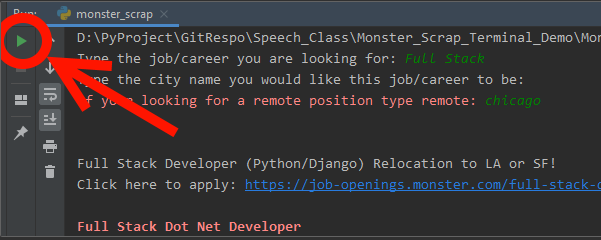 Run: monster_scrap
D:\PyProject\GitRespo\Speech_Class\Monster_Scrap_Terminal_Demo\Mon
Type the job/career you are looking for: Full Stack
Type the city name you would like this job/career to be:
If your looking for a remote position type remote: chicago
Full Stack Developer (Python/Django) Relocation to LA or SF!
Click here to apply: https://job-openings.monster.com/full-stack-d
Full Stack Dot Net Developer